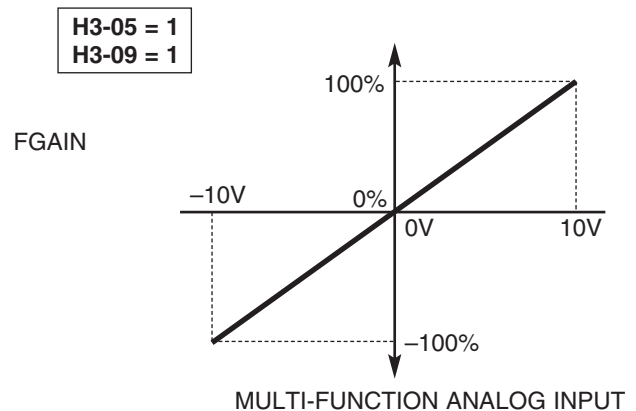 H3-05 = 1
H3-09 = 1
100%
FGAIN
–10V
0%
0V
10V
–100%
MULTI-FUNCTION ANALOG INPUT